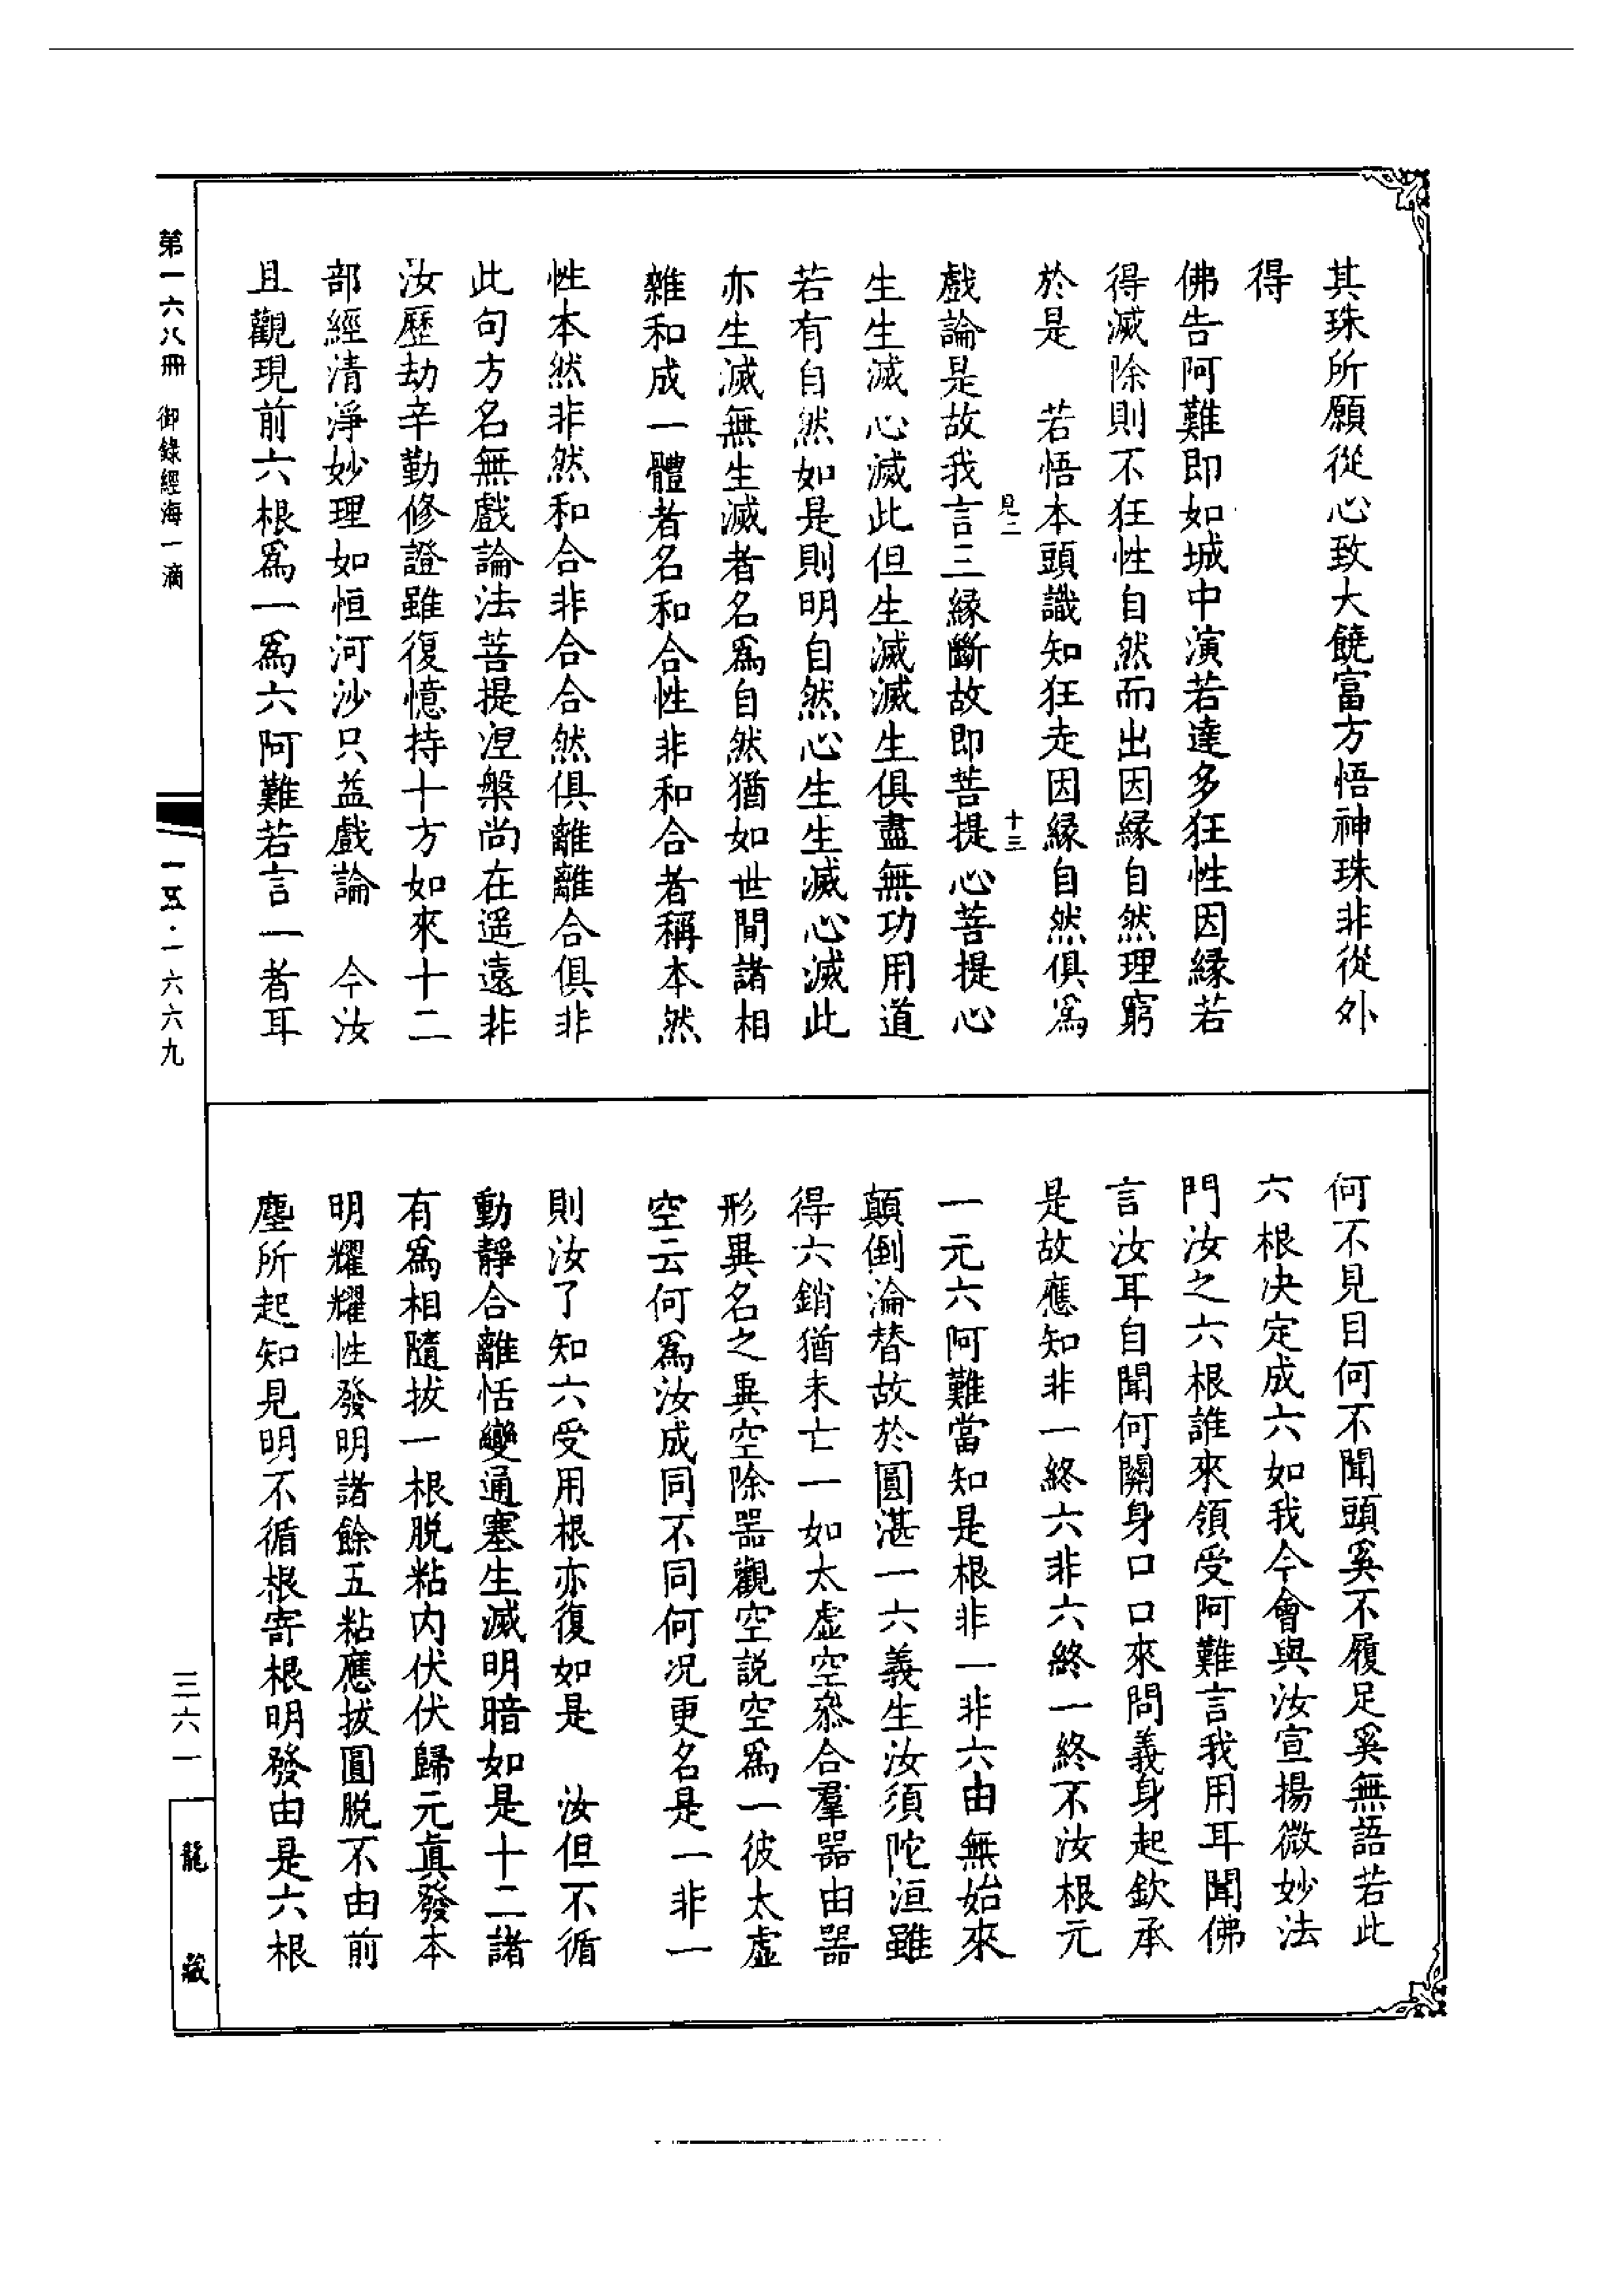 其珠所願從心致大饒富方悟神珠非從外
得
佛告阿難即如城中演若達多狂性因緣若
得滅除則不狂性自然而出因緣自然理窮
於是　若悟本頭識知狂走因緣自然俱爲
見二　十三
戲論是故我言三緣斷故即菩提心菩提心
生生滅心滅此但生滅滅生俱盡無功用道
若有自然如是則明自然心生生滅心滅此
亦生滅無生滅者名爲自然猶如世間諸相
雜和成一體者名和合性非和合者稱本然
性本然非然和合非合合然俱離離合俱非
此句方名無戲論法菩提涅槃尚在遥遠非
汝歷劫辛勤修證雖復憶持十方如來十二
部經清淨妙理如恒河沙只益戲論　今汝
且觀現前六根爲一爲六阿難若言一者耳
何不見目何不聞頭奚不履足奚無語若此
六根決定成六如我今會與汝宣揚微妙法
門汝之六根誰來領受阿難言我用耳聞佛
言汝耳自聞何關身口口來問義身起欽承
是故應知非一終六非六終一終不汝根元
一元六阿難當知是根非一非六由無始來
顛倒淪替故於圓湛一六義生汝須陀洹雖
得六銷猶未亡一如太虛空叅合羣器由器
形異名之異空除器觀空説空爲一彼太虛
空云何爲汝成同不同何况更名是一非一
則汝了知六受用根亦復如是　汝但不循
動靜合離恬變通塞生滅明暗如是十二諸
有爲相隨拔一根脱粘内伏伏歸元眞發本
明耀耀性發明諸餘五粘應拔圓脱不由前
塵所起知見明不循根寄根明發由是六根
第一六八冊　御錄經海一滴
一五·一六六九
三六一
龍藏